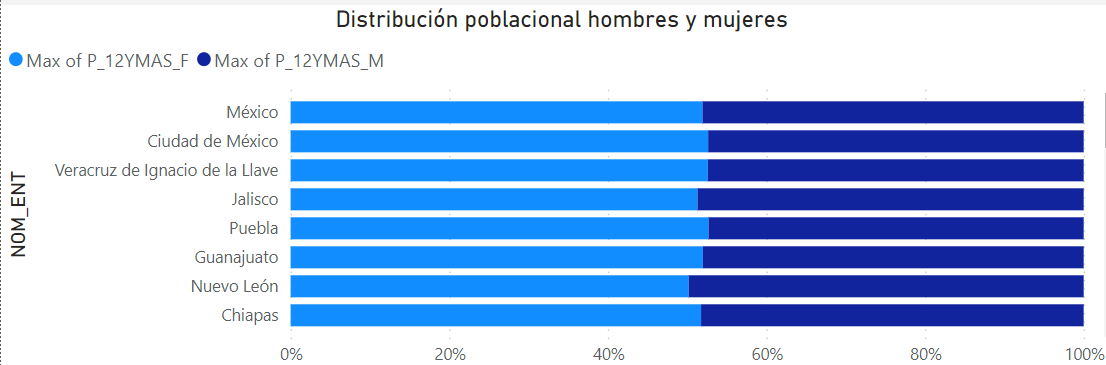 Distribución poblacional hombres y mujeres
Max of P_12YMAS_F Max of P_12YMAS_M
NOM_ENT
México
Ciudad de México
Veracruz de Ignacio de la Llave
Jalisco
Puebla
Guanajuato
Nuevo León
Chiapas
0% 20% 40% 60% 80% 100%